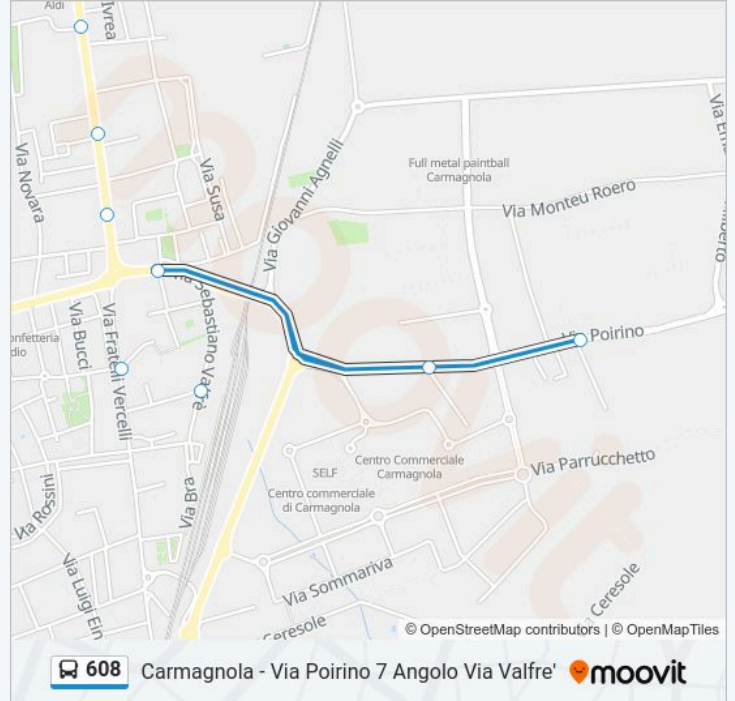 Aldi
Ivrea
Via Novara
Via Susa
Via Giovanni Agnelli
Full metal paintball
Carmagnola
Via Monteu Roero
Via Sebastiano Valfrè
Via Bucci
Via Fratelli Vercelli
Via Poirino
Via Bra
SELF
Centro Commerciale
Carmagnola
Centro commerciale
di Carmagnola
Via Parrucchetto
Via Luigi Ein
Via Sommariva
Ceresole
Ceresole
© OpenStreetMap contributors | © OpenMapTiles
608 Carmagnola - Via Poirino 7 Angolo Via Valfre' moovit